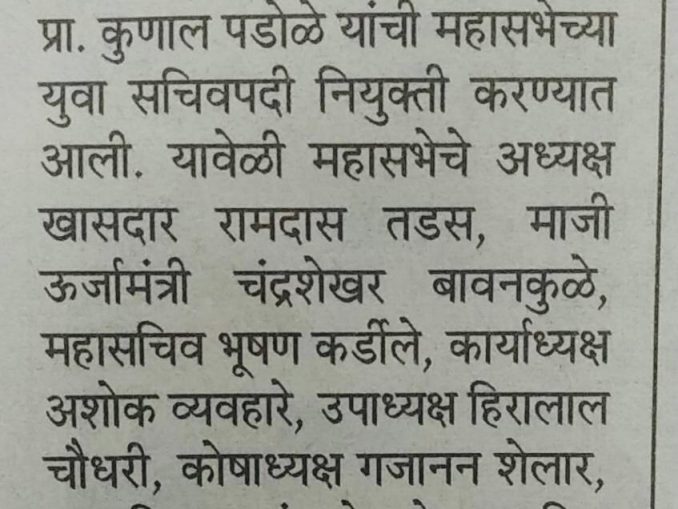 प्रा. कुणाल पडोळे यांची महासभेच्या
युवा सचिवपदी नियुक्ती करण्यात
आली. यावेळी महासभेचे अध्यक्ष
खासदार रामदास तडस, माजी
ऊर्जामंत्री चंद्रशेखर बावनकुळे,
महासचिव भूषण कर्डीले, कार्याध्यक्ष
अशोक व्यवहारे, उपाध्यक्ष हिरालाल
चौधरी, कोषाध्यक्ष गजानन शेलार,